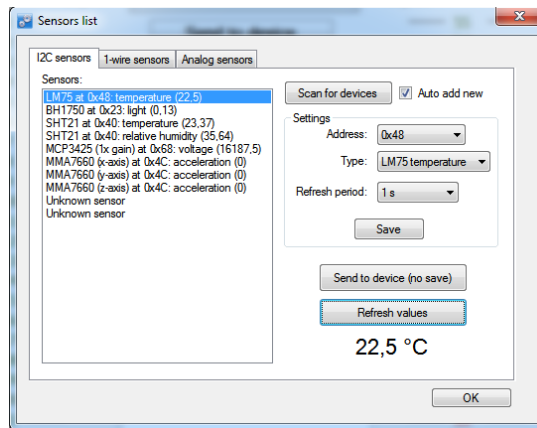 Sensors list
I2C sensors
1-wire sensors
Analog sensors
Sensors:
LM75 at 0x48: temperature (22,5)
BH1750 at 0x23: light (0,13)
SHT21 at 0x40: temperature (23,37)
SHT21 at 0x40: relative humidity (35,64)
MCP3425 (1x gain) at 0x68: voltage (16187,5)
MMA7660 (x-axis) at 0x4C: acceleration (0)
MMA7660 (y-axis) at 0x4C: acceleration (0)
MMA7660 (z-axis) at 0x4C: acceleration (0)
Unknown sensor
Unknown sensor
Scan for devices
Auto add new
Settings
Address: 0x48
Type: LM75 temperature
Refresh period: 1 s
Save
Send to device (no save)
Refresh values
22,5 °C
OK